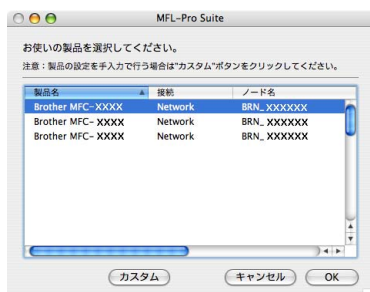 MFL-Pro Suite
お使いの製品を選択してください。
注意：製品の設定を手入力で行う場合は"カスタム"ボタンをクリックしてください。
製品名 接続 ノード名
Brother MFC-XXXX Network BRN_XXXXXX
Brother MFC- XXXX Network BRN_ XXXXXX
Brother MFC- XXXX Network BRN_ XXXXXX
カスタム キャンセル OK